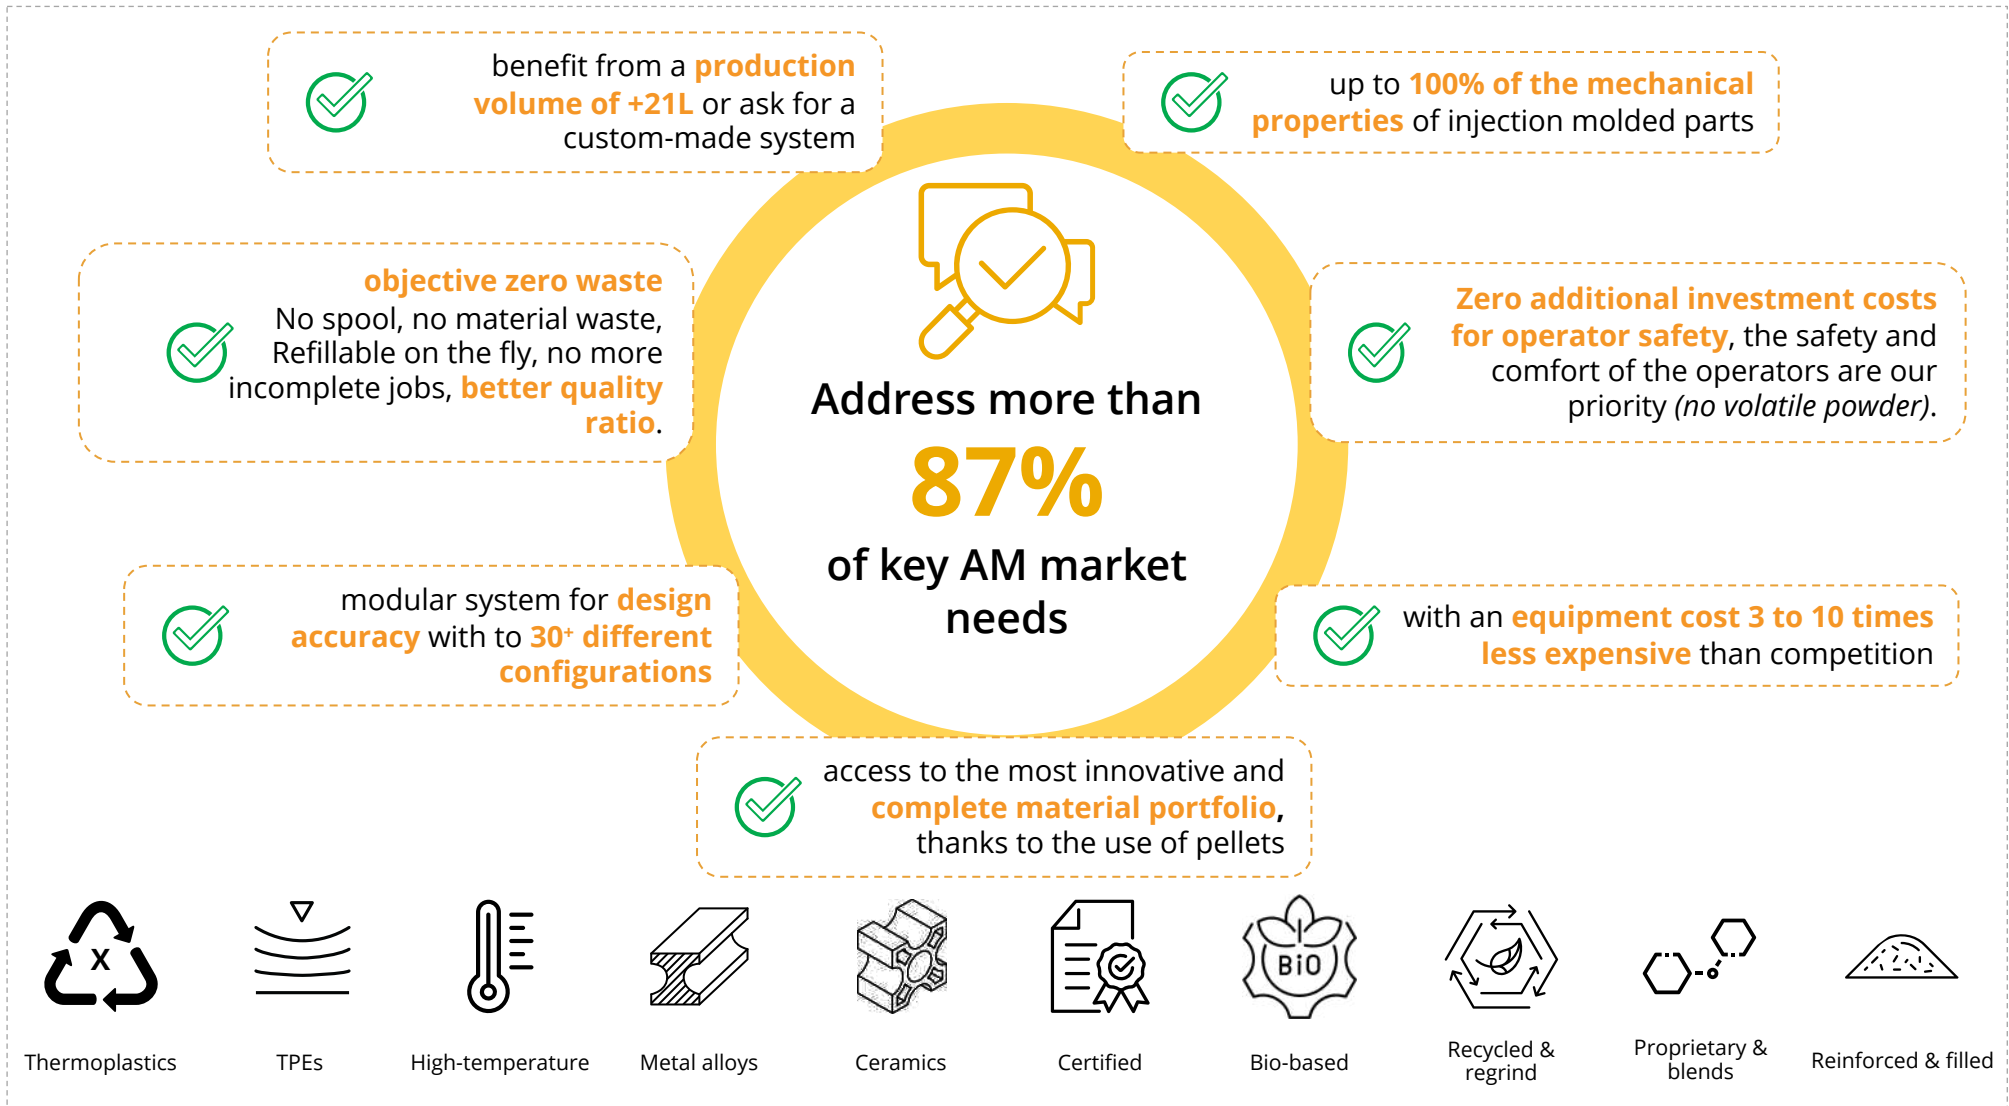 benefit from a production
volume of +21L or ask for a
custom-made system
up to 100% of the mechanical
properties of injection molded parts
objective zero waste
No spool, no material waste,
Refillable on the fly, no more
incomplete jobs, better quality
ratio.
Zero additional investment costs
for operator safety, the safety and
comfort of the operators are our
priority (no volatile powder).
Address more than
87%
of key AM market
needs
modular system for design
accuracy with to 30+ different
configurations
with an equipment cost 3 to 10 times
less expensive than competition
access to the most innovative and
complete material portfolio,
thanks to the use of pellets
X
BiO
Thermoplastics
TPEs
High-temperature
Metal alloys
Ceramics
Certified
Bio-based
Recycled &
regrind
Proprietary &
blends
Reinforced & filled